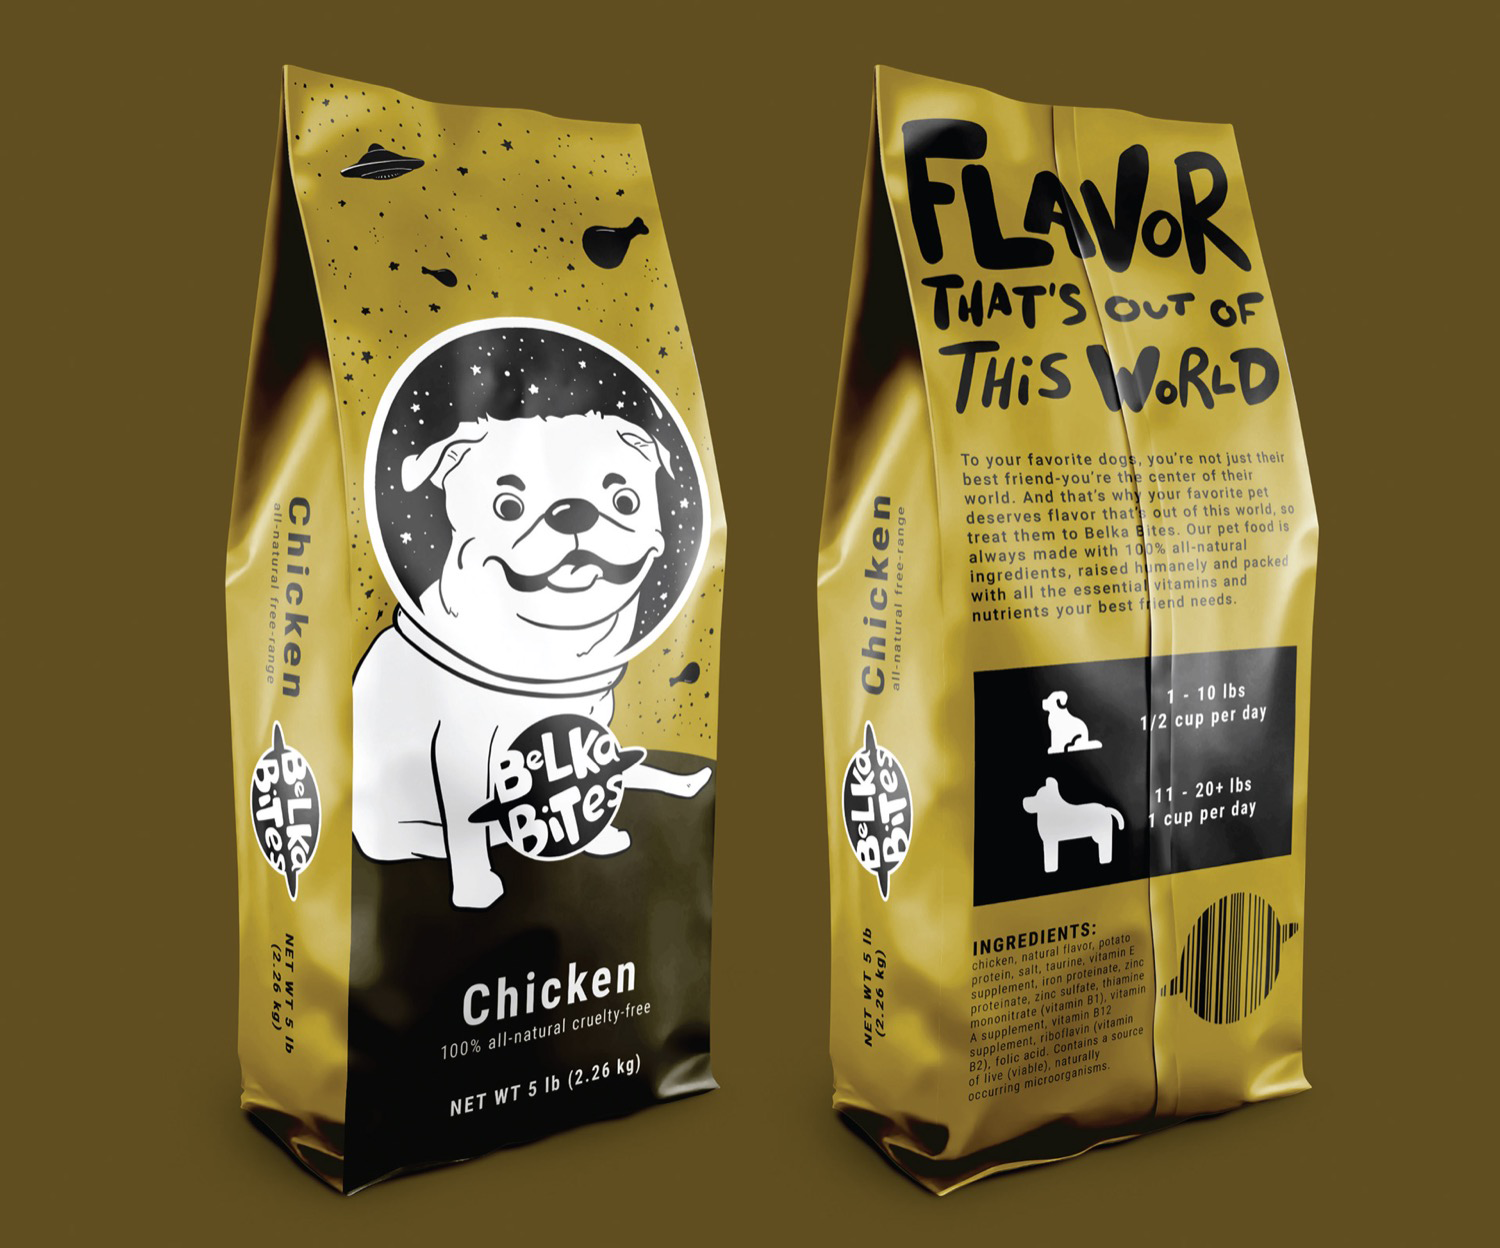 Chicken
all-natural free-range
BeLKa
BiTes
NET WT 5 lb
(2.26 kg)
BeLKa
BiTes
Chicken
100% all-natural cruelty-free
NET WT 5 lb (2.26 kg)
Chicken
all-natural free-range
BeLKa
BiTes
NET WT 5 lb
(2.26 kg)
FLAVoR
THAT'S OUT OF
THiS WoRLD
To your favorite dogs, you're not just their
best friend-you're the center of their
world. And that's why your favorite pet
deserves flavor that's out of this world, so
treat them to Belka Bites. Our pet food is
always made with 100% all-natural
ingredients, raised humanely and packed
with all the essential vitamins and
nutrients your best friend needs.
1 - 10 lbs
1/2 cup per day
11 - 20+ lbs
1 cup per day
INGREDIENTS:
chicken, natural flavor, potato
protein, salt, taurine, vitamin E
supplement, iron proteinate, zinc
proteinate, zinc sulfate, thiamine
mononitrate (vitamin B1), vitamin
A supplement, vitamin B12
supplement, riboflavin (vitamin
B2), folic acid. Contains a source
of live (viable), naturally
occurring microorganisms.